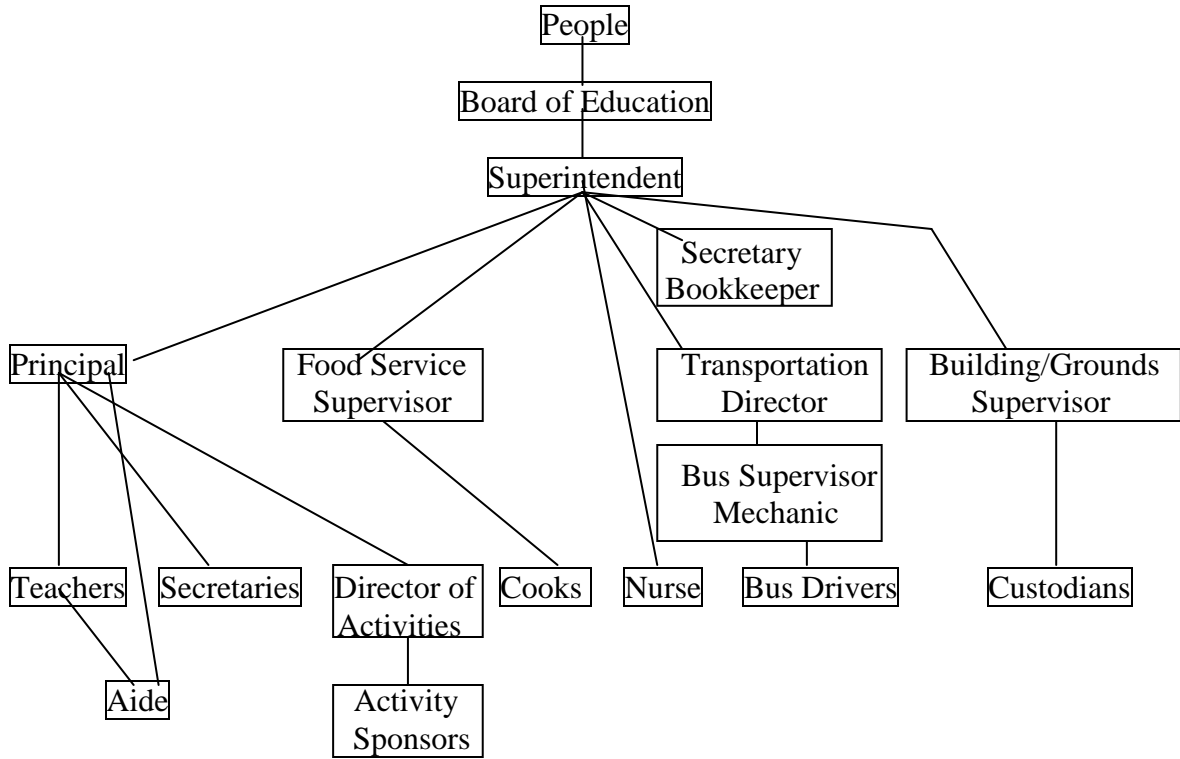 People
Board of Education
Superintendent
Secretary
Bookkeeper
Principal
Food Service
Supervisor
Transportation
Director
Building/Grounds
Supervisor
Bus Supervisor
Mechanic
Teachers
Secretaries
Director of
Activities
Cooks
Nurse
Bus Drivers
Custodians
Aide
Activity
Sponsors